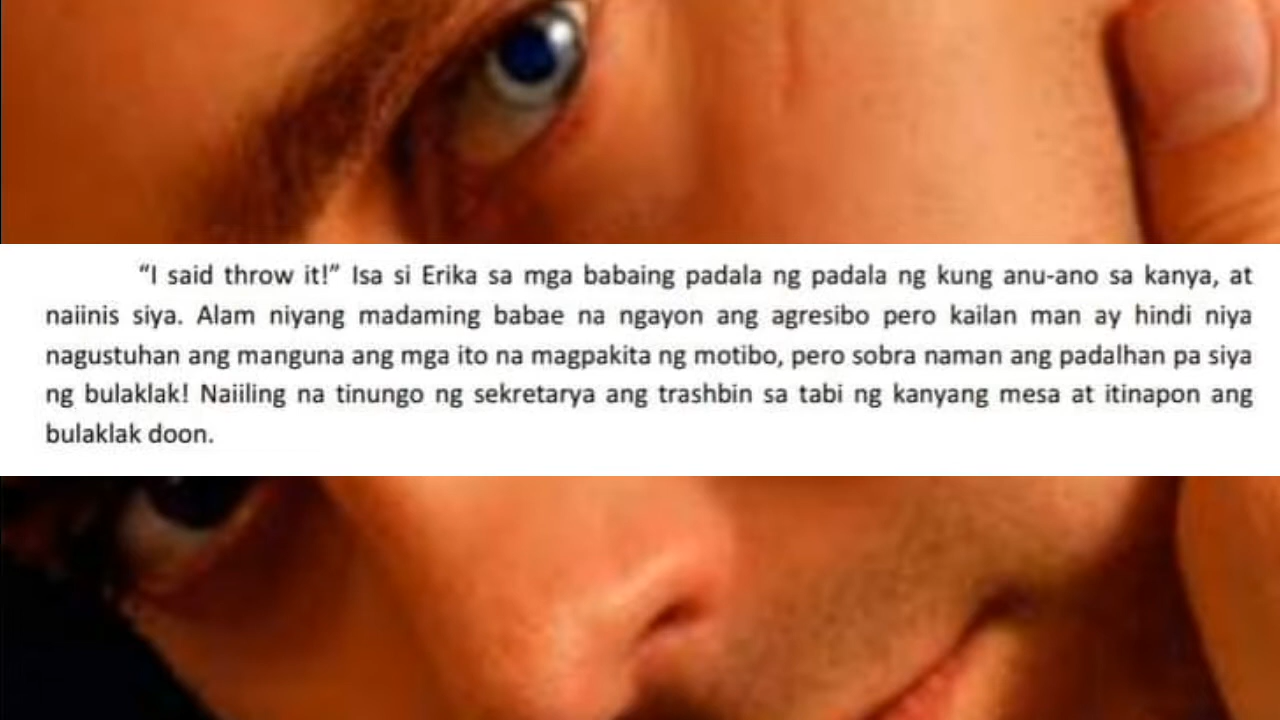 “I said throw it!” Isa si Erika sa mga babaing padala ng padala ng kung anu-ano sa kanya, at
naiinis siya. Alam niyang madaming babae na ngayon ang agresibo pero kailan man ay hindi niya
nagustuhan ang manguna ang mga ito na magpakita ng motibo, pero sobra naman ang padalhan pa siya
ng bulaklak! Naiiling na tinungo ng sekretarya ang trashbin sa tabi ng kanyang mesa at itinapon ang
bulaklak doon.